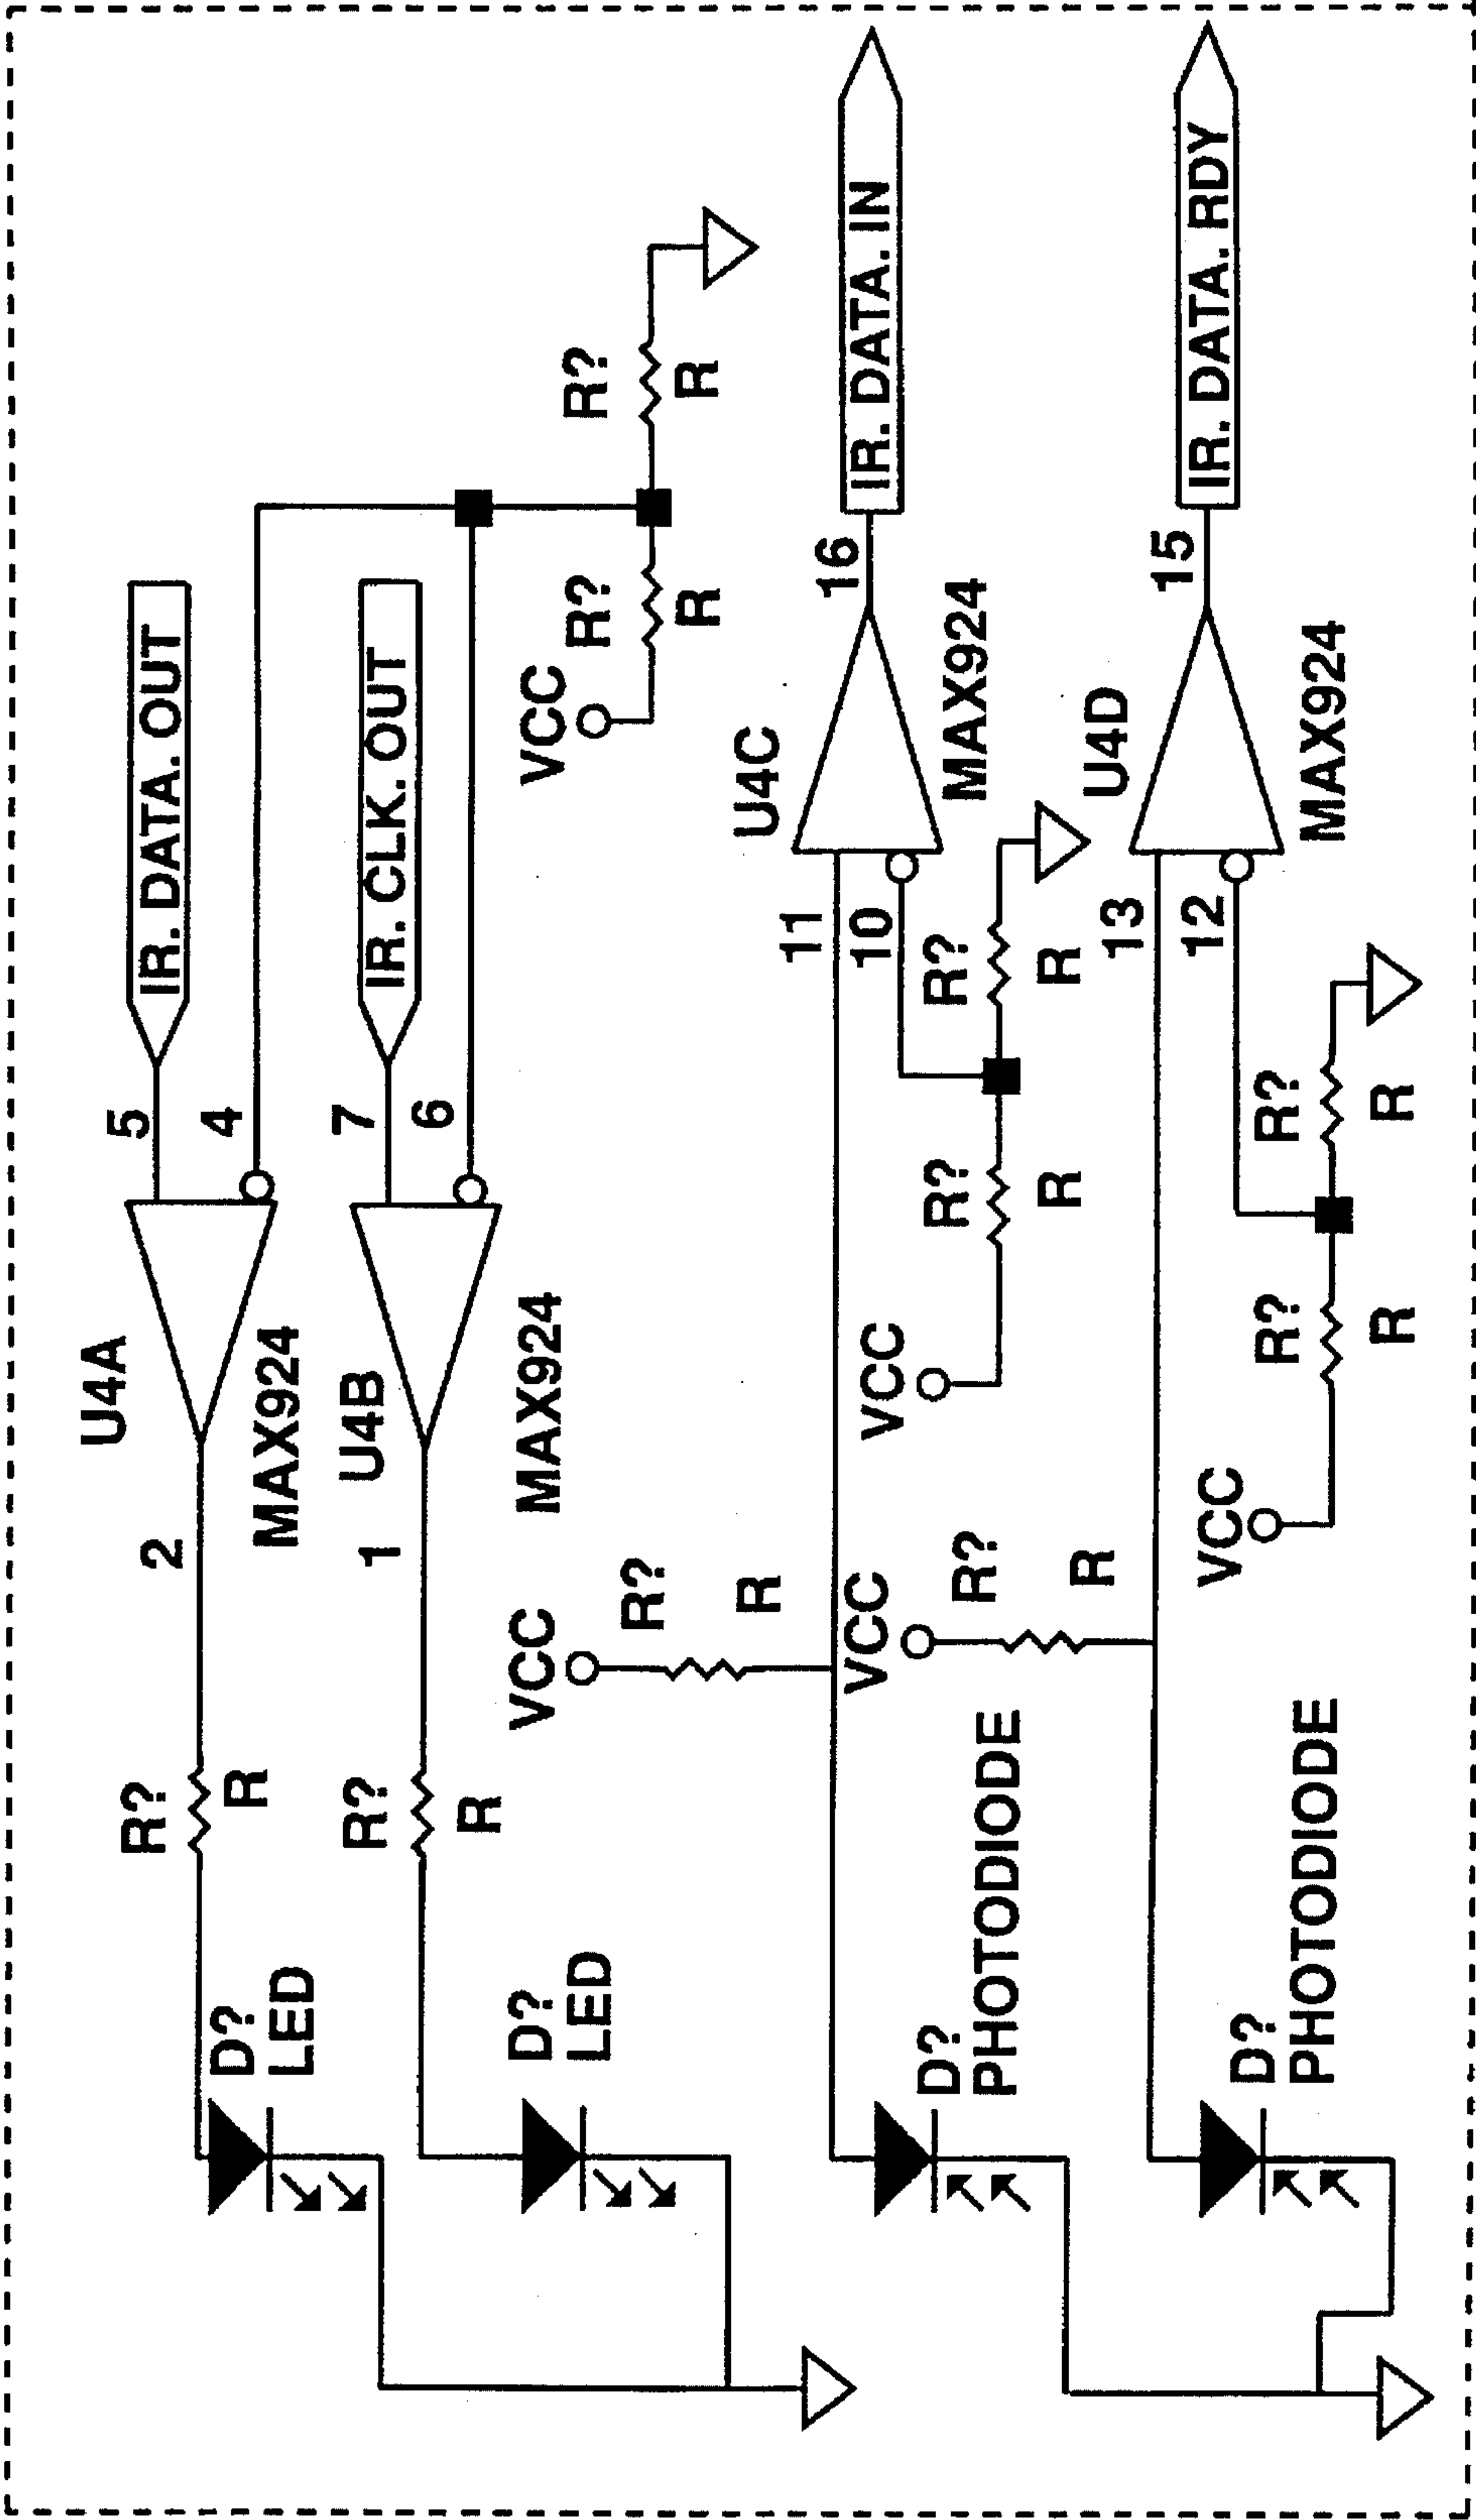 R?
2
U4A
5
IR. DATA. OUT
D?
LED
R
MAX924
4
R?
1
U4B
7
IR. CLK. OUT
D?
LED
R
MAX924
6
VCC
R?
R
R?
R
VCC
R?
R
U4C
11
10
16
IR. DATA. IN
MAX924
VCC
R?
R
R?
R
D?
PHOTODIODE
VCC
R?
R
U4D
13
12
15
IR. DATA. RDY
MAX924
VCC
R?
R
R?
R
D?
PHOTODIODE